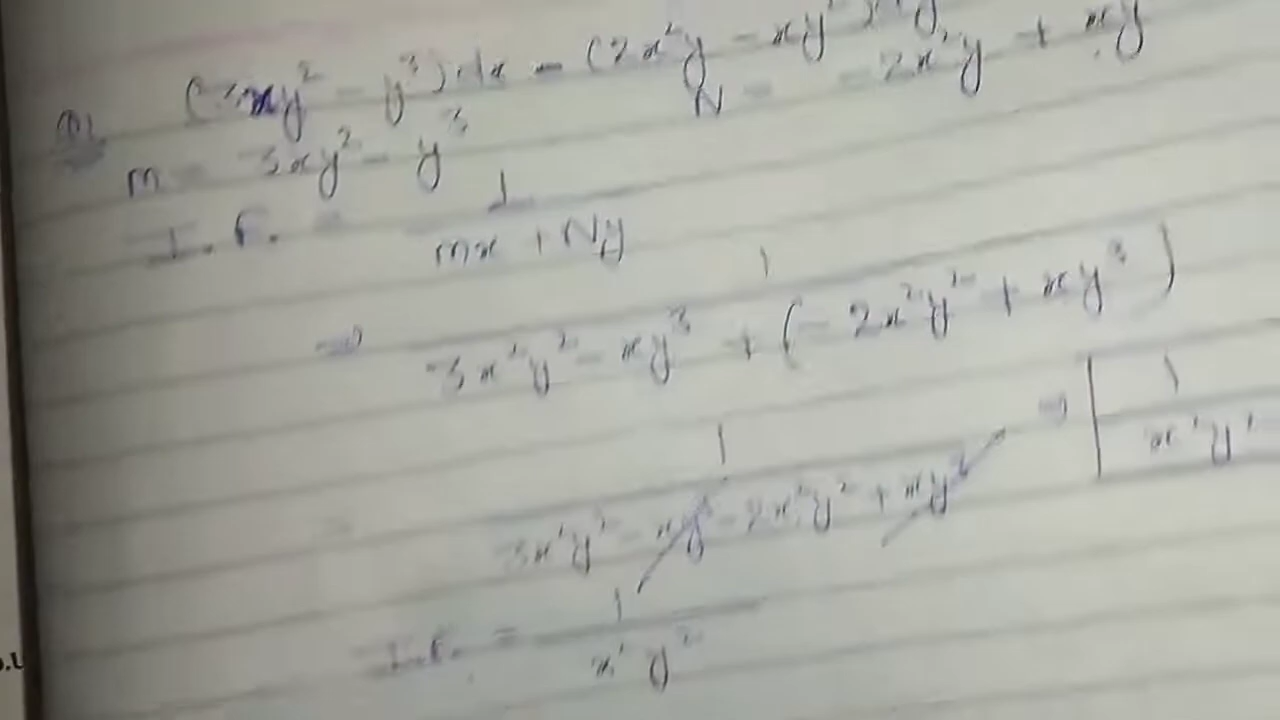 (3xy² - y³) dx - (2x²y - xy²) dy
M = 3xy² - y³ N = -2x²y + xy
I.F. = 1 / (Mx + Ny)
⇒ 1 / (3x²y² - xy³ + (-2x²y² + xy³))
1 / (3x²y² - xy³ - 2x²y² + xy³) ⇒ 1 / x²y²
I.F. = 1 / x²y²